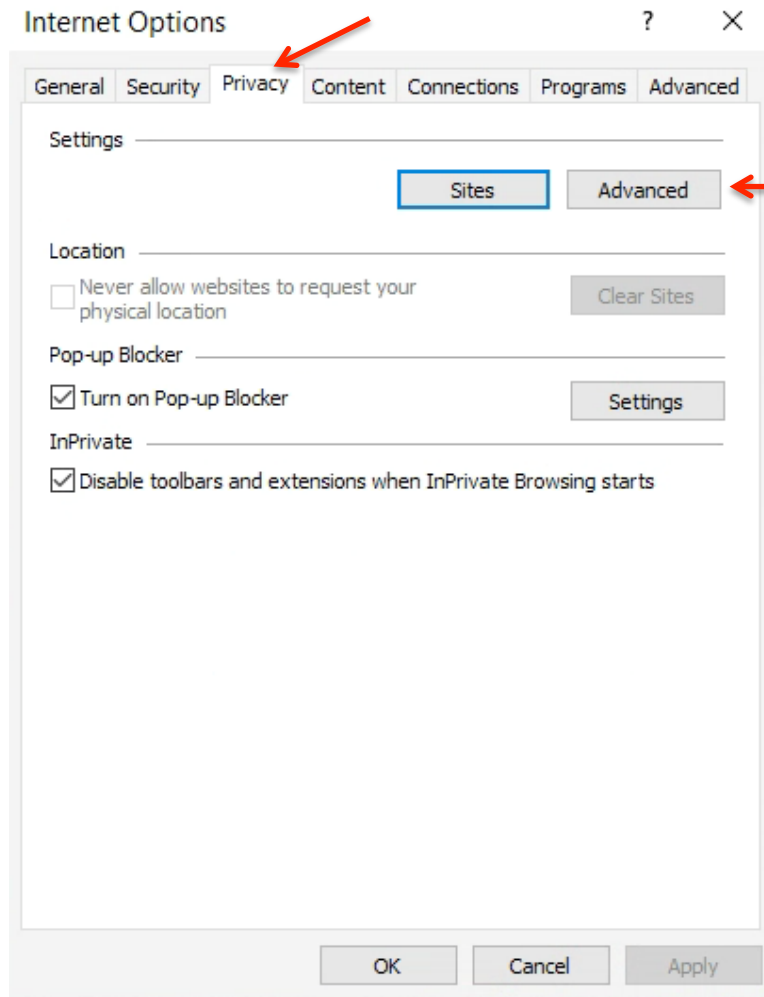 Internet Options ?
General Security Privacy Content Connections Programs Advanced
Settings
Sites Advanced
Location
Never allow websites to request your
physical location
Clear Sites
Pop-up Blocker
Turn on Pop-up Blocker Settings
InPrivate
Disable toolbars and extensions when InPrivate Browsing starts
OK Cancel Apply